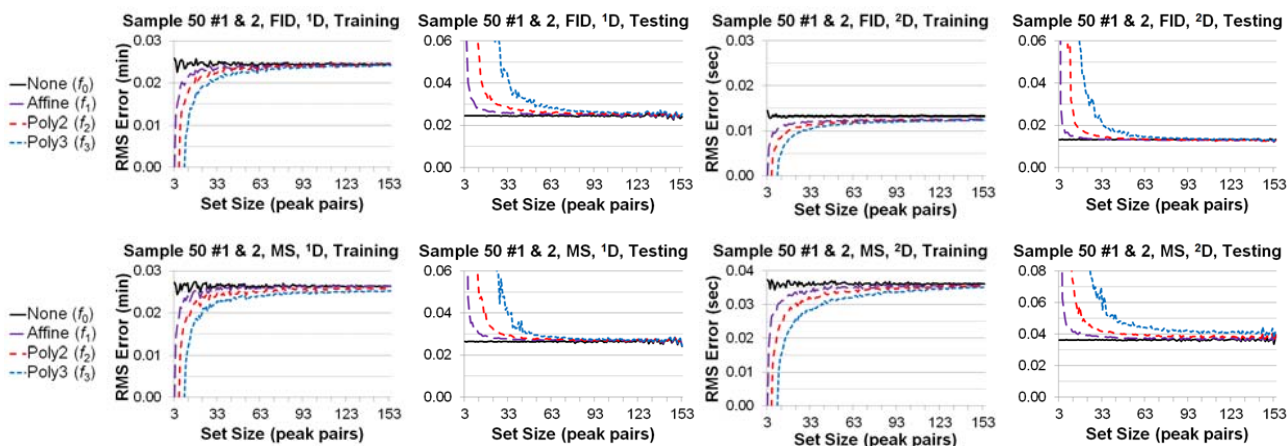 Sample 50 #1 & 2, FID, ¹D, Training
Sample 50 #1 & 2, FID, ¹D, Testing
Sample 50 #1 & 2, FID, ²D, Training
Sample 50 #1 & 2, FID, ²D, Testing
None (f₀)
Affine (f₁)
Poly2 (f₂)
Poly3 (f₃)
RMS Error (min)
0.03
0.02
0.01
0.00
3 33 63 93 123 153
Set Size (peak pairs)
0.06
0.04
0.02
0.00
3 33 63 93 123 153
Set Size (peak pairs)
RMS Error (sec)
0.03
0.02
0.01
0.00
3 33 63 93 123 153
Set Size (peak pairs)
0.06
0.04
0.02
0.00
3 33 63 93 123 153
Set Size (peak pairs)
Sample 50 #1 & 2, MS, ¹D, Training
Sample 50 #1 & 2, MS, ¹D, Testing
Sample 50 #1 & 2, MS, ²D, Training
Sample 50 #1 & 2, MS, ²D, Testing
None (f₀)
Affine (f₁)
Poly2 (f₂)
Poly3 (f₃)
RMS Error (min)
0.03
0.02
0.01
0.00
3 33 63 93 123 153
Set Size (peak pairs)
0.06
0.04
0.02
0.00
3 33 63 93 123 153
Set Size (peak pairs)
RMS Error (sec)
0.04
0.03
0.02
0.01
0.00
3 33 63 93 123 153
Set Size (peak pairs)
0.08
0.06
0.04
0.02
0.00
3 33 63 93 123 153
Set Size (peak pairs)